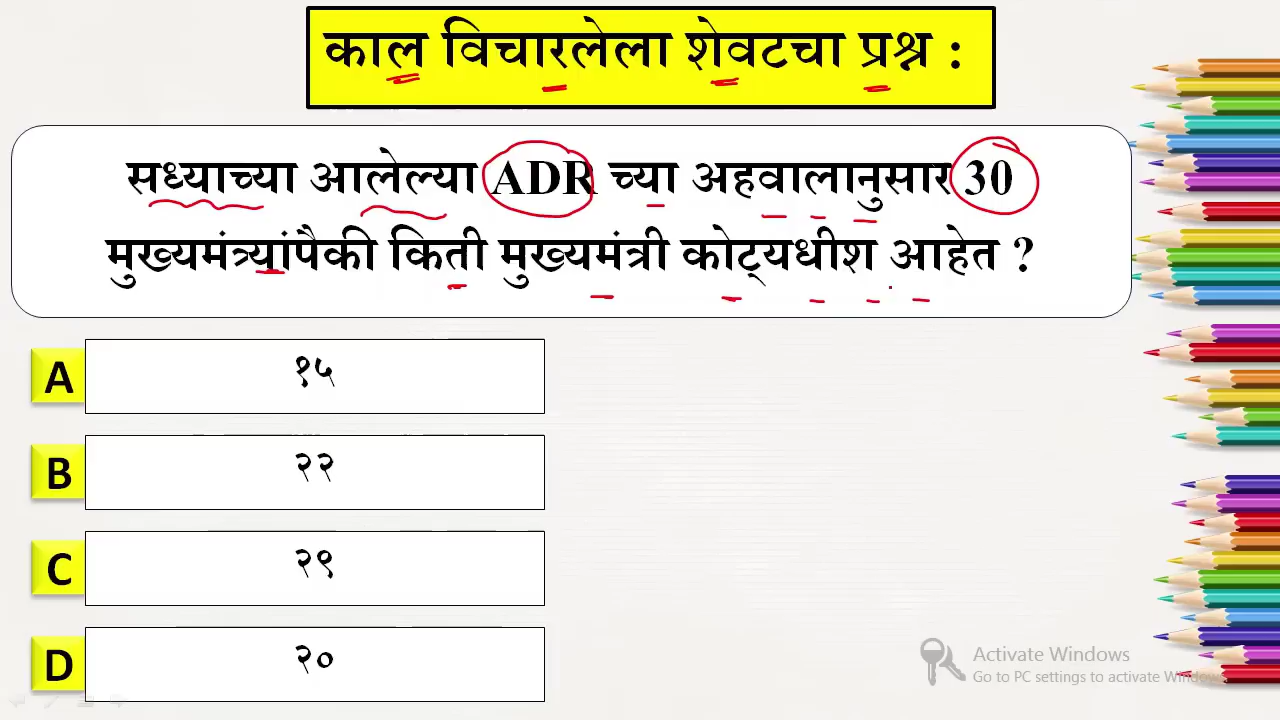 काल विचारलेला शेवटचा प्रश्न :
सध्याच्या आलेल्या ADR च्या अहवालानुसार 30
मुख्यमंत्र्यांपैकी किती मुख्यमंत्री कोट्यधीश आहेत ?
A १५
B २२
C २९
D २०
Activate Windows
Go to PC settings to activate Windows.